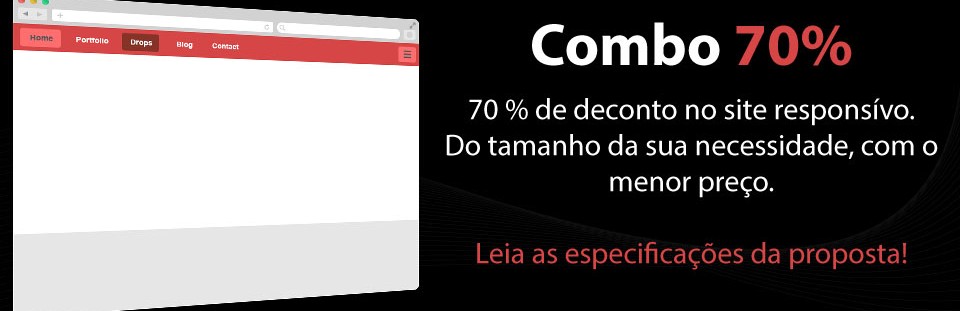 Home Portfolio Drops Blog Contact
Combo 70%
70 % de deconto no site responsívo.
Do tamanho da sua necessidade, com o
menor preço.
Leia as especificações da proposta!